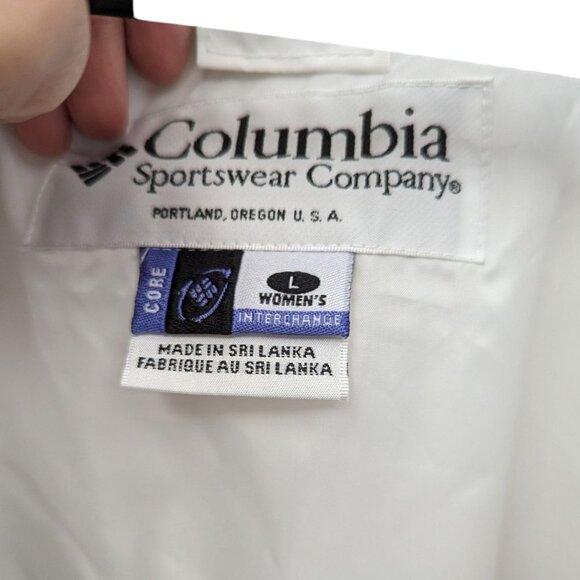 Columbia
Sportswear Company®
PORTLAND, OREGON U. S. A.
CORE
L
WOMEN'S
INTERCHANGE
MADE IN SRI LANKA
FABRIQUE AU SRI LANKA